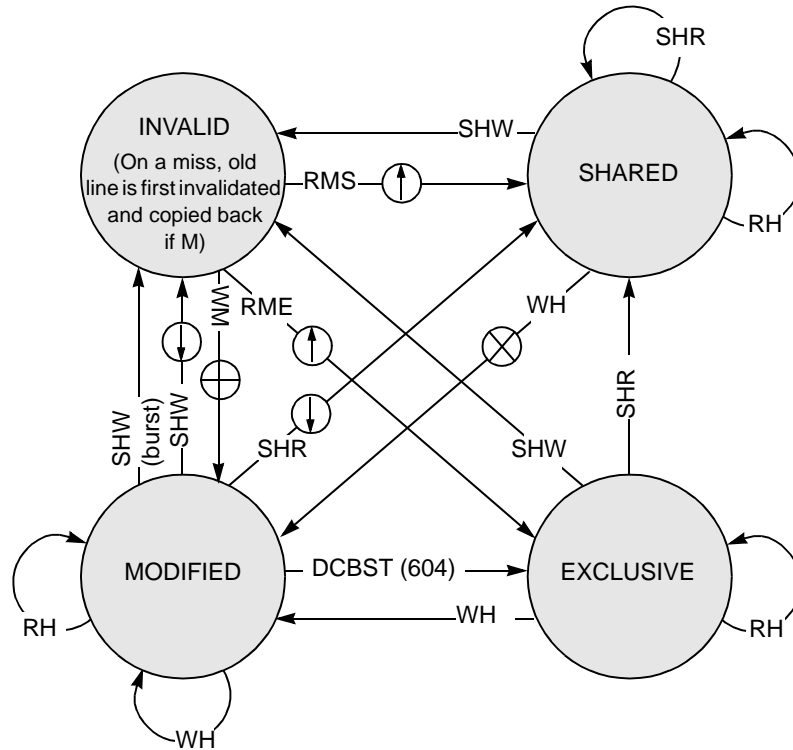 SHR
INVALID
(On a miss, old
line is first invalidated
and copied back
if M)
SHW
RMS
SHARED
RH
WM
RME
WH
SHW
(burst)
SHW
SHR
SHW
SHR
MODIFIED
DCBST (604)
EXCLUSIVE
RH
WH
RH
WH